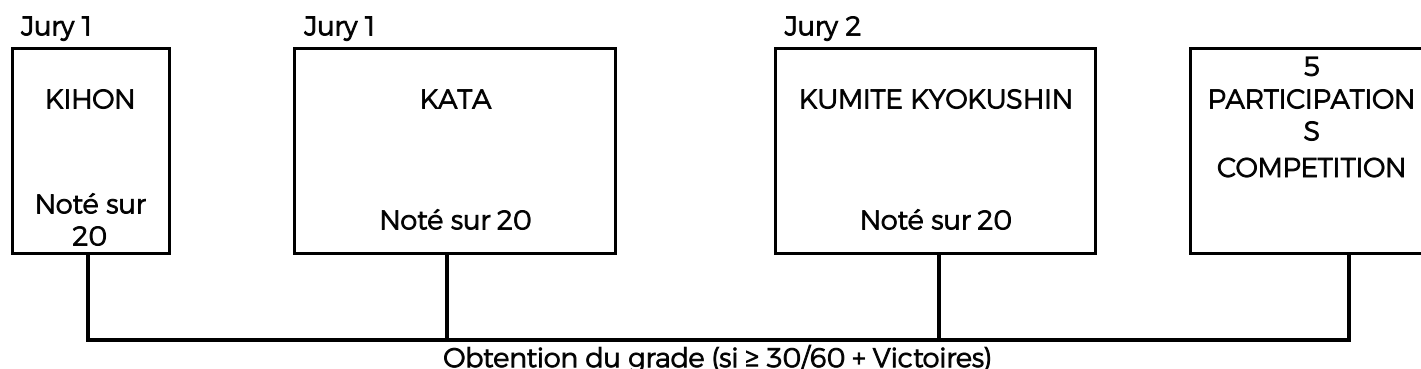 Jury 1
KIHON
Noté sur
20
Jury 1
KATA
Noté sur 20
Jury 2
KUMITE KYOKUSHIN
Noté sur 20
5
PARTICIPATION
S
COMPETITION
Obtention du grade (si ≥ 30/60 + Victoires)